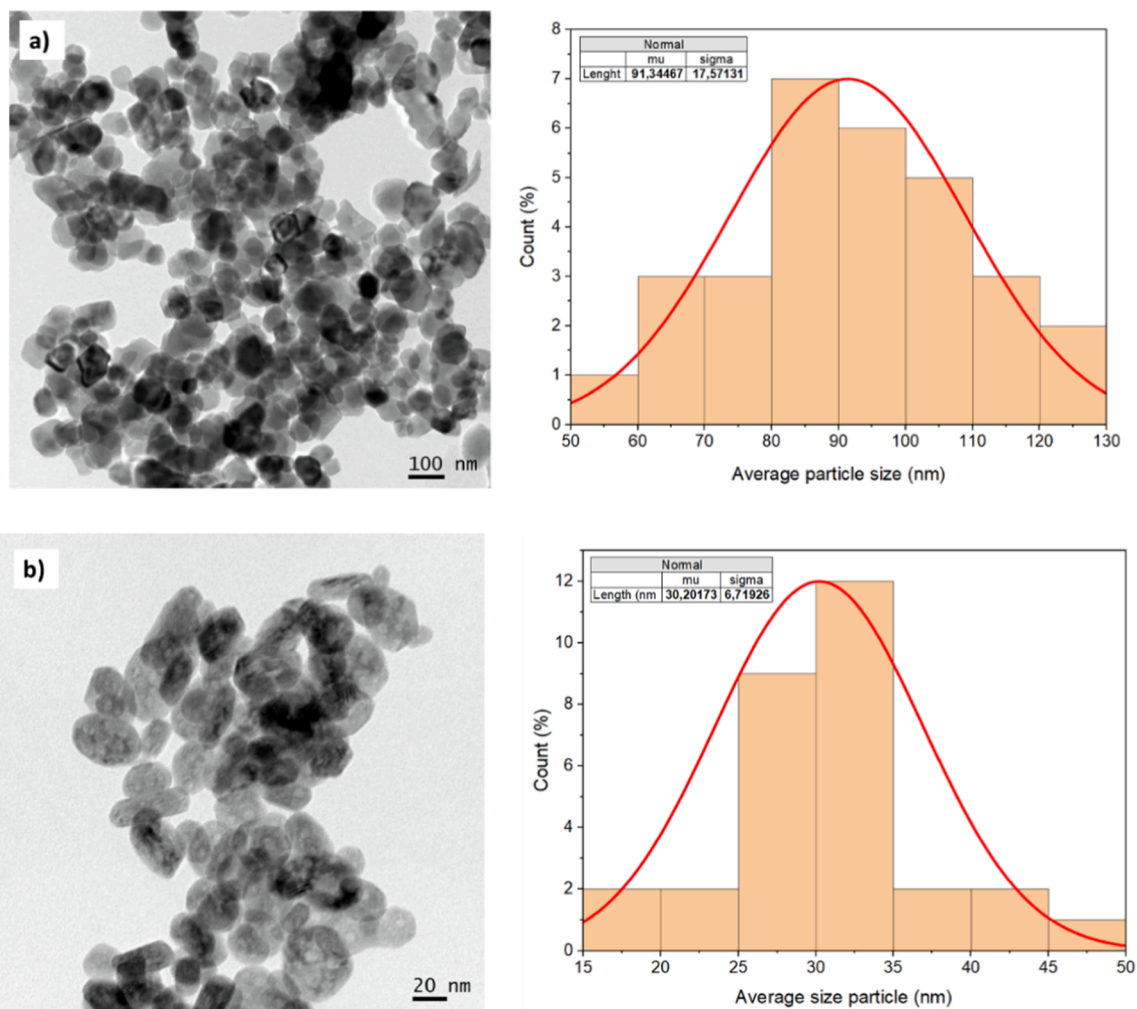 a)
100 nm
Normal
mu sigma
Lenght 91,34467 17,57131
Count (%)
8
7
6
5
4
3
2
1
0
50 60 70 80 90 100 110 120 130
Average particle size (nm)
b)
20 nm
Normal
mu sigma
Length (nm 30,20173 6,71926
Count (%)
12
10
8
6
4
2
0
15 20 25 30 35 40 45 50
Average size particle (nm)